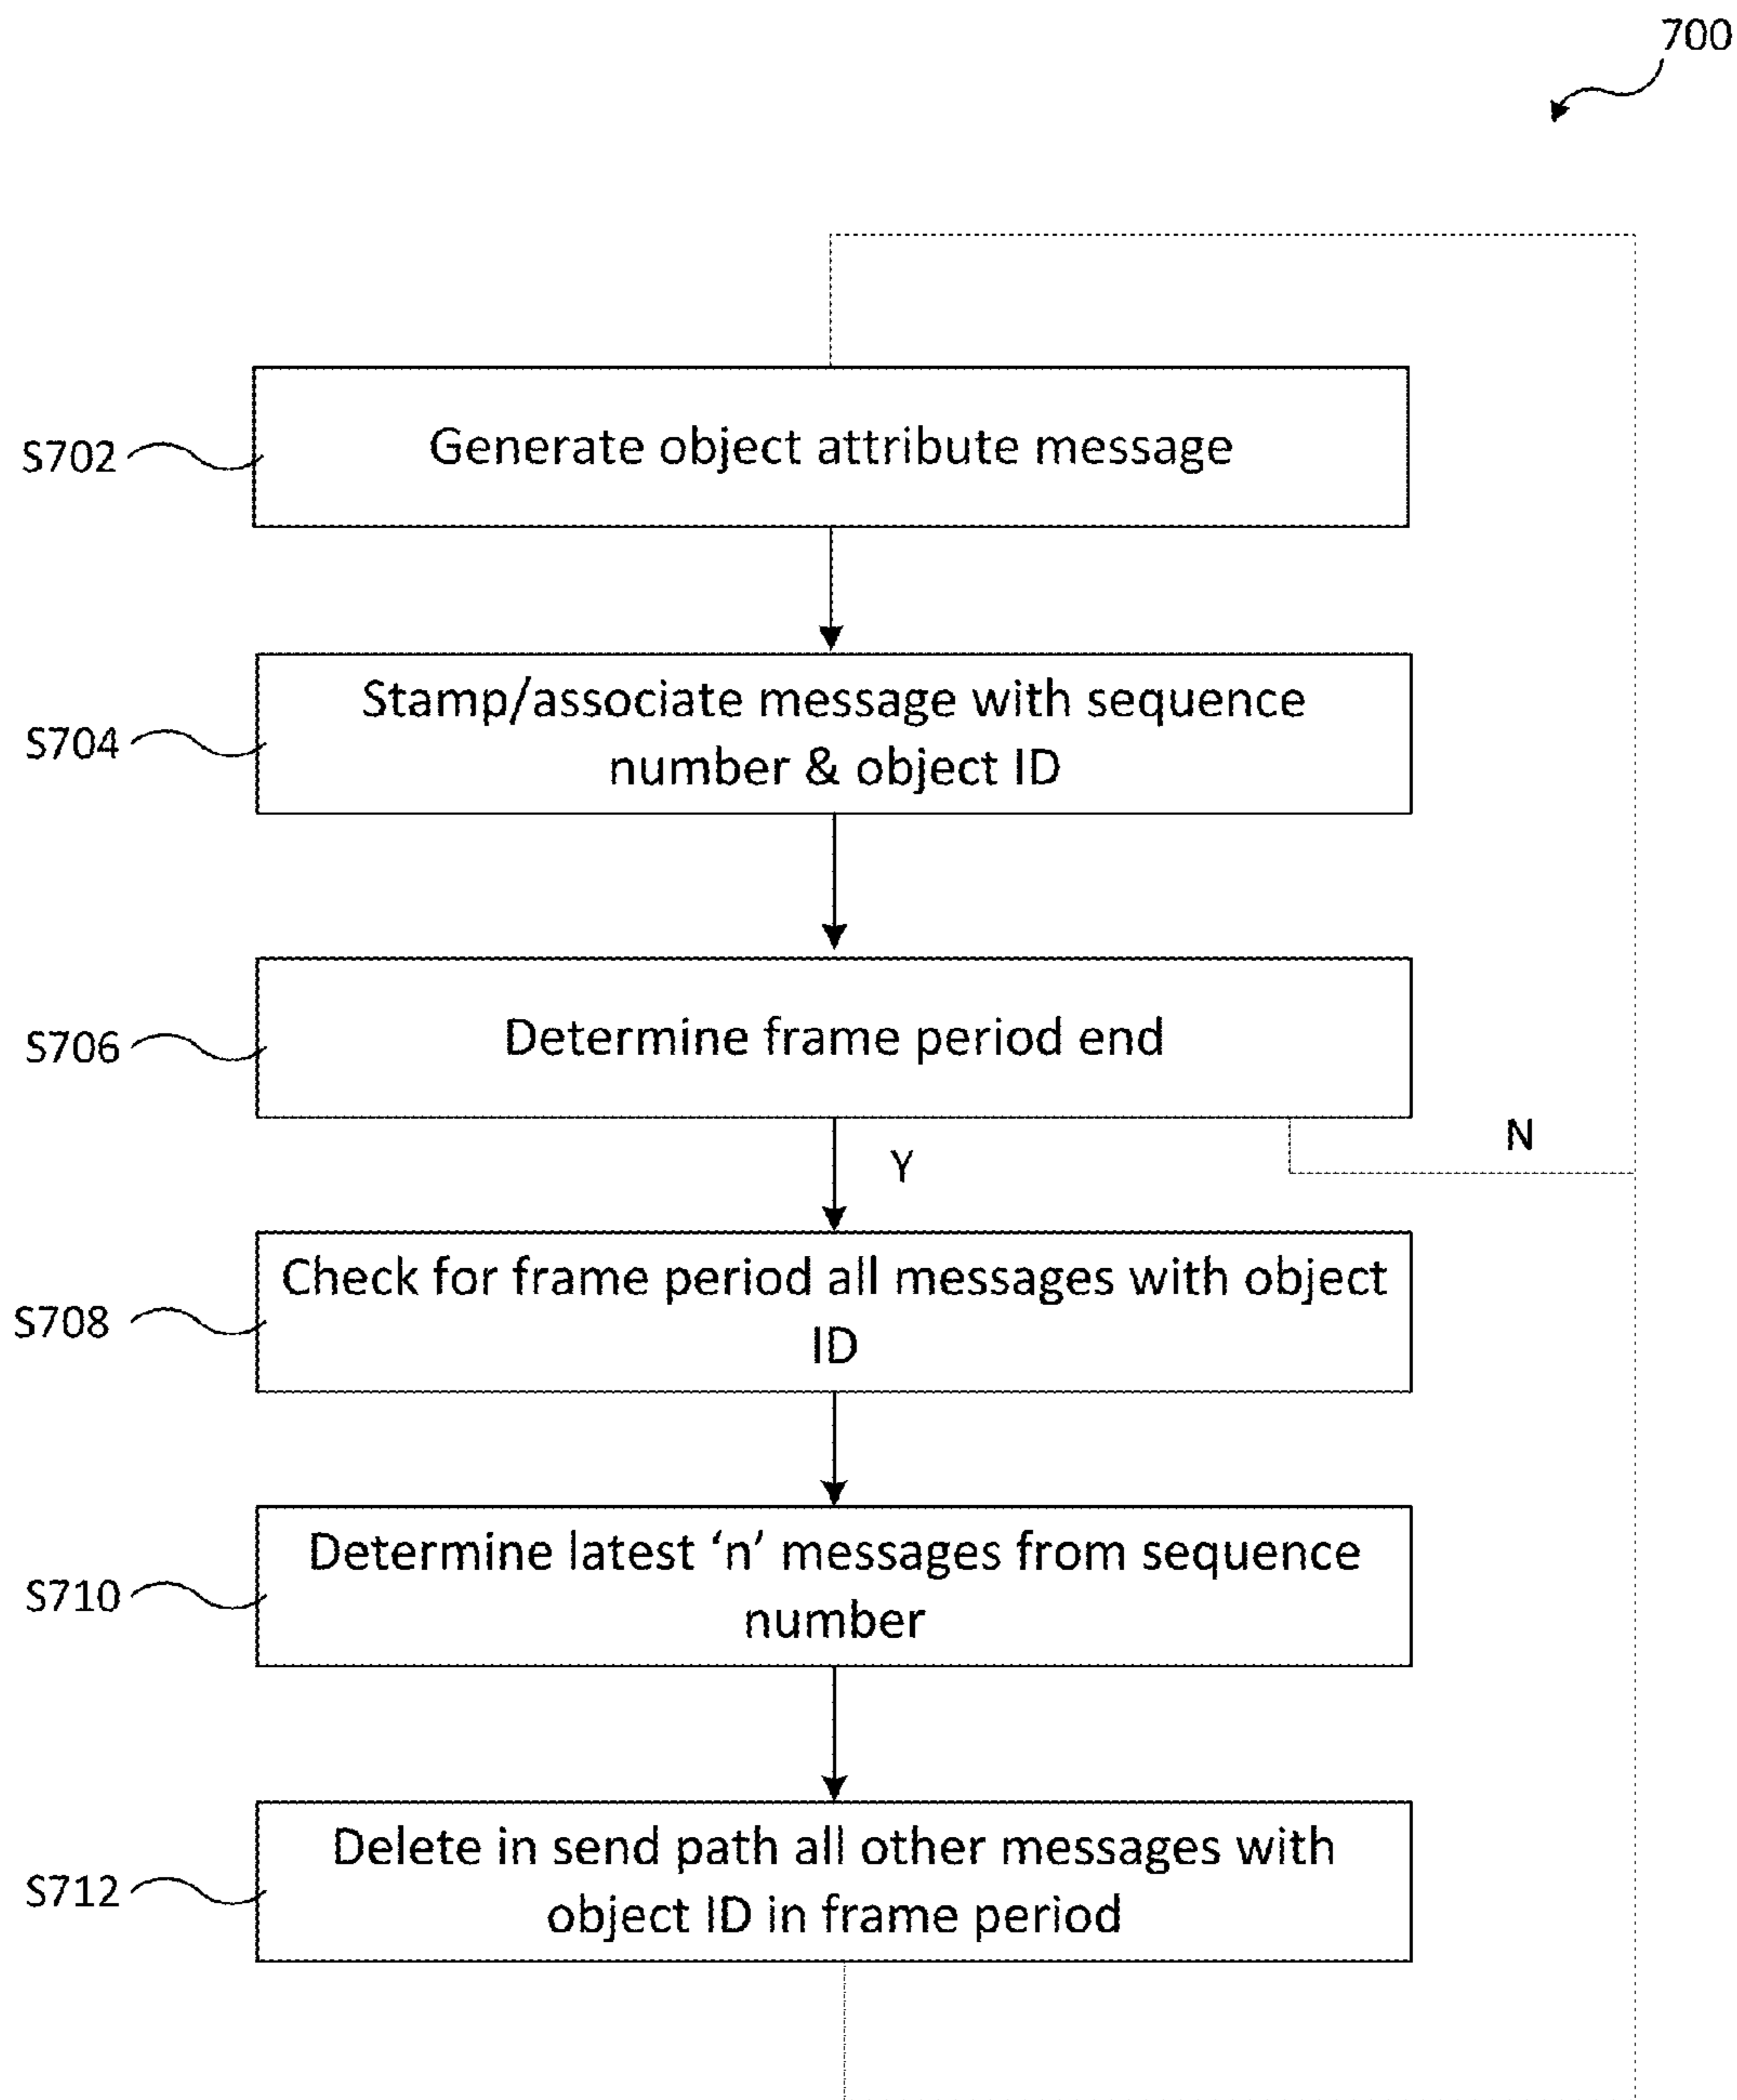 700
S702
Generate object attribute message
S704
Stamp/associate message with sequence
number & object ID
S706
Determine frame period end
N
Y
S708
Check for frame period all messages with object
ID
S710
Determine latest ‘n’ messages from sequence
number
S712
Delete in send path all other messages with
object ID in frame period